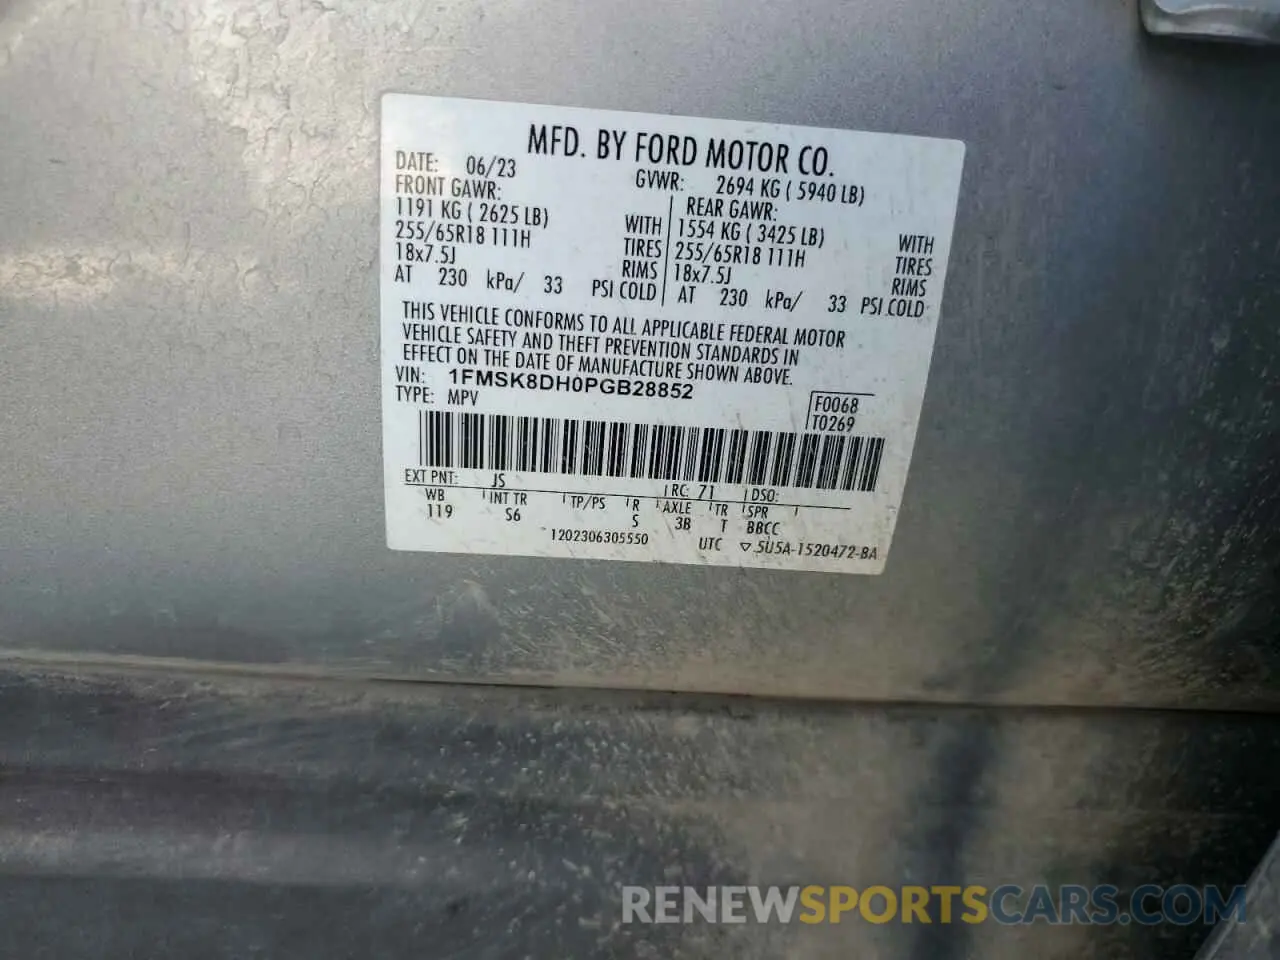 MFD. BY FORD MOTOR CO.
DATE: 06/23 GVWR: 2694 KG ( 5940 LB)
FRONT GAWR: REAR GAWR:
1191 KG ( 2625 LB) WITH 1554 KG ( 3425 LB) WITH
255/65R18 111H TIRES 255/65R18 111H TIRES
18x7.5J RIMS 18x7.5J RIMS
AT 230 kPa/ 33 PSI COLD AT 230 kPa/ 33 PSI COLD
THIS VEHICLE CONFORMS TO ALL APPLICABLE FEDERAL MOTOR
VEHICLE SAFETY AND THEFT PREVENTION STANDARDS IN
EFFECT ON THE DATE OF MANUFACTURE SHOWN ABOVE.
VIN: 1FMSK8DH0PGB28852
TYPE: MPV F0068
T0269
EXT PNT: JS RC: 71 DSO:
WB INT TR TP/PS R AXLE TR SPR
119 S6 S 3B T BBCC
1202306305550 UTC ▽ 5U5A-1520472-BA
RENEWSPORTSCARS.COM